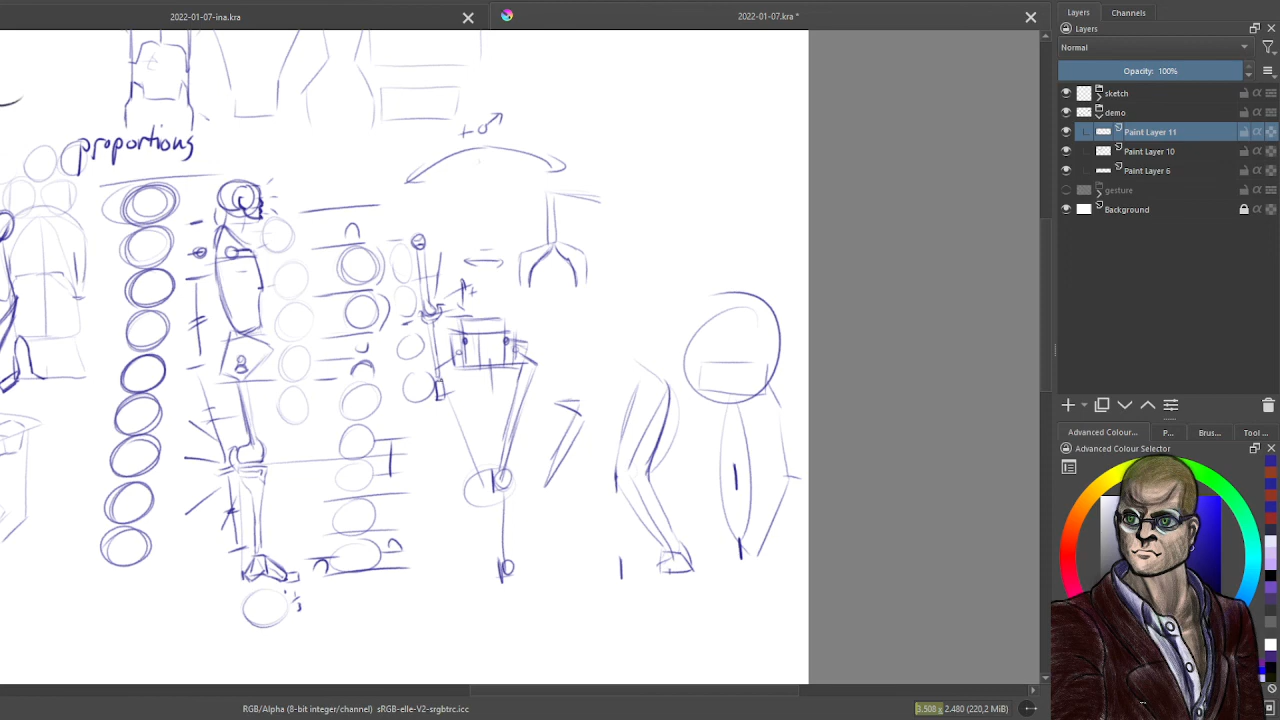 2022-01-07-ina.kra
2022-01-07.kra *
Layers
Channels
Layers
Normal
Opacity: 100%
sketch
demo
Paint Layer 11
Paint Layer 10
Paint Layer 6
gesture
Background
proportions
Advanced Colour...
P...
Brus...
Tool ...
Advanced Colour Selector
RGB/Alpha (8-bit integer/channel) sRGB-elle-V2-srgbtrc.icc
3.508 x 2.480 (220,2 MiB)